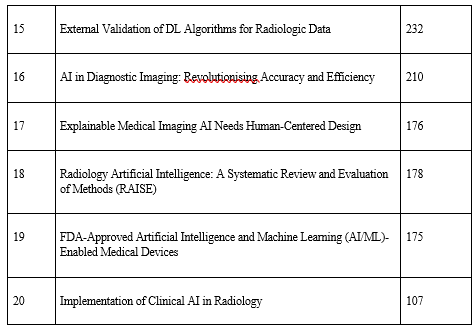 15 External Validation of DL Algorithms for Radiologic Data 232
16 AI in Diagnostic Imaging: Revolutionising Accuracy and Efficiency 210
17 Explainable Medical Imaging AI Needs Human-Centered Design 176
18 Radiology Artificial Intelligence: A Systematic Review and Evaluation 178
of Methods (RAISE)
19 FDA-Approved Artificial Intelligence and Machine Learning (AI/ML)- 175
Enabled Medical Devices
20 Implementation of Clinical AI in Radiology 107